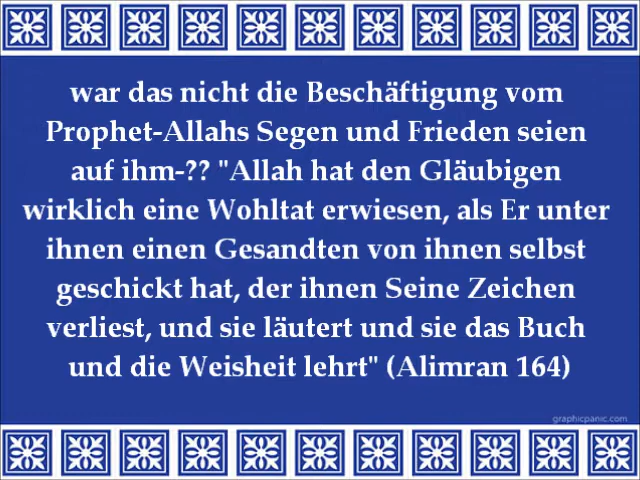 war das nicht die Beschäftigung vom
Prophet-Allahs Segen und Frieden seien
auf ihm-?? "Allah hat den Gläubigen
wirklich eine Wohltat erwiesen, als Er unter
ihnen einen Gesandten von ihnen selbst
geschickt hat, der ihnen Seine Zeichen
verliest, und sie läutert und sie das Buch
und die Weisheit lehrt" (Alimran 164)
graphicpanic.com